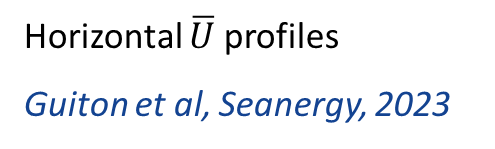 Horizontal U̅ profiles
Guiton et al, Seanergy, 2023